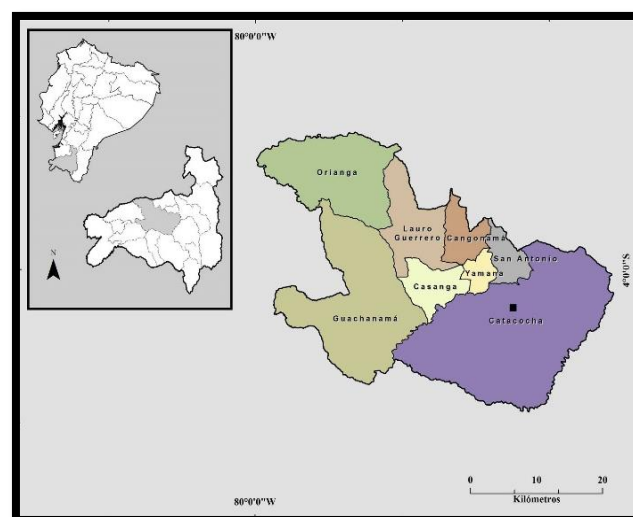 80°0'0"W
N
Orianga
Lauro
Guerrero
Cangonamá
San Antonio
Yamana
Casanga
Guachanamá
Catacocha
4°0'0"S
80°0'0"W
0 10 20
Kilómetros